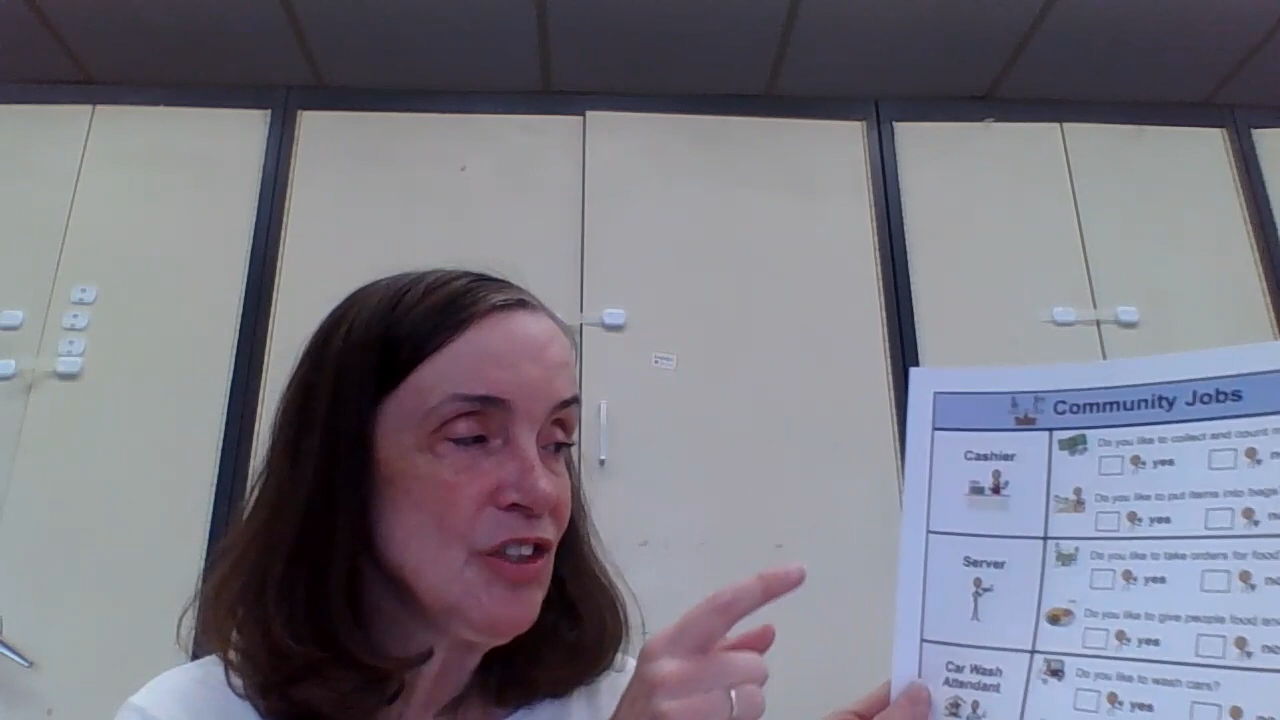 Community Jobs
Cashier
Do you like to collect and count
yes
Do you like to put items into bags
yes
Server
Do you like to take orders for food
yes
Do you like to give people food and
yes
Car Wash
Attendant
Do you like to wash cars?
yes